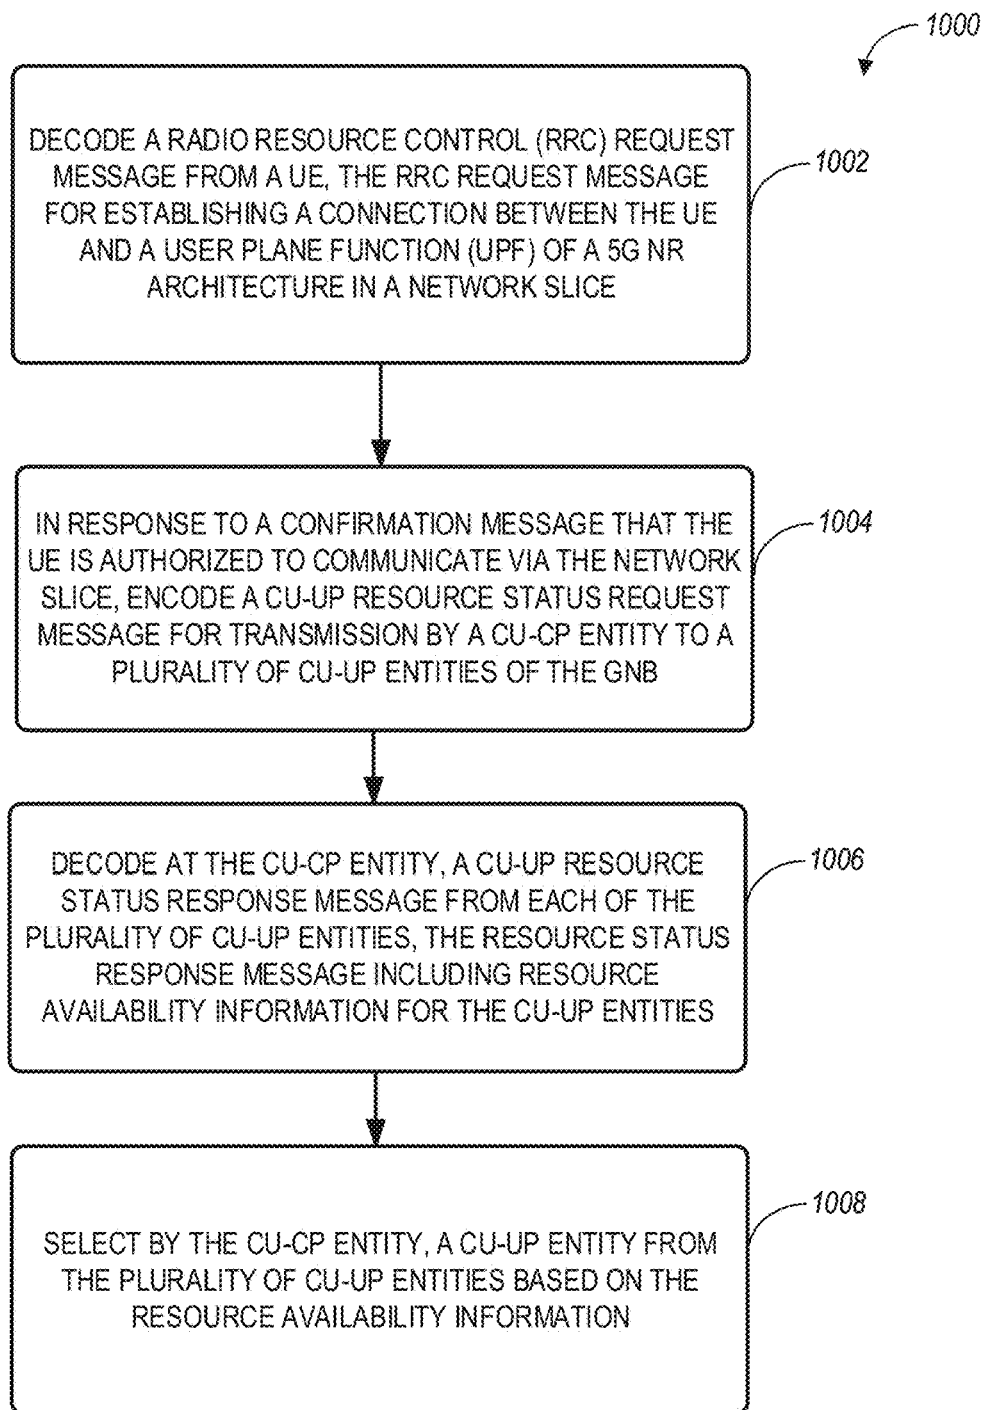 1000
DECODE A RADIO RESOURCE CONTROL (RRC) REQUEST
MESSAGE FROM A UE, THE RRC REQUEST MESSAGE
FOR ESTABLISHING A CONNECTION BETWEEN THE UE
AND A USER PLANE FUNCTION (UPF) OF A 5G NR
ARCHITECTURE IN A NETWORK SLICE
1002
IN RESPONSE TO A CONFIRMATION MESSAGE THAT THE
UE IS AUTHORIZED TO COMMUNICATE VIA THE NETWORK
SLICE, ENCODE A CU-UP RESOURCE STATUS REQUEST
MESSAGE FOR TRANSMISSION BY A CU-CP ENTITY TO A
PLURALITY OF CU-UP ENTITIES OF THE GNB
1004
DECODE AT THE CU-CP ENTITY, A CU-UP RESOURCE
STATUS RESPONSE MESSAGE FROM EACH OF THE
PLURALITY OF CU-UP ENTITIES, THE RESOURCE STATUS
RESPONSE MESSAGE INCLUDING RESOURCE
AVAILABILITY INFORMATION FOR THE CU-UP ENTITIES
1006
SELECT BY THE CU-CP ENTITY, A CU-UP ENTITY FROM
THE PLURALITY OF CU-UP ENTITIES BASED ON THE
RESOURCE AVAILABILITY INFORMATION
1008